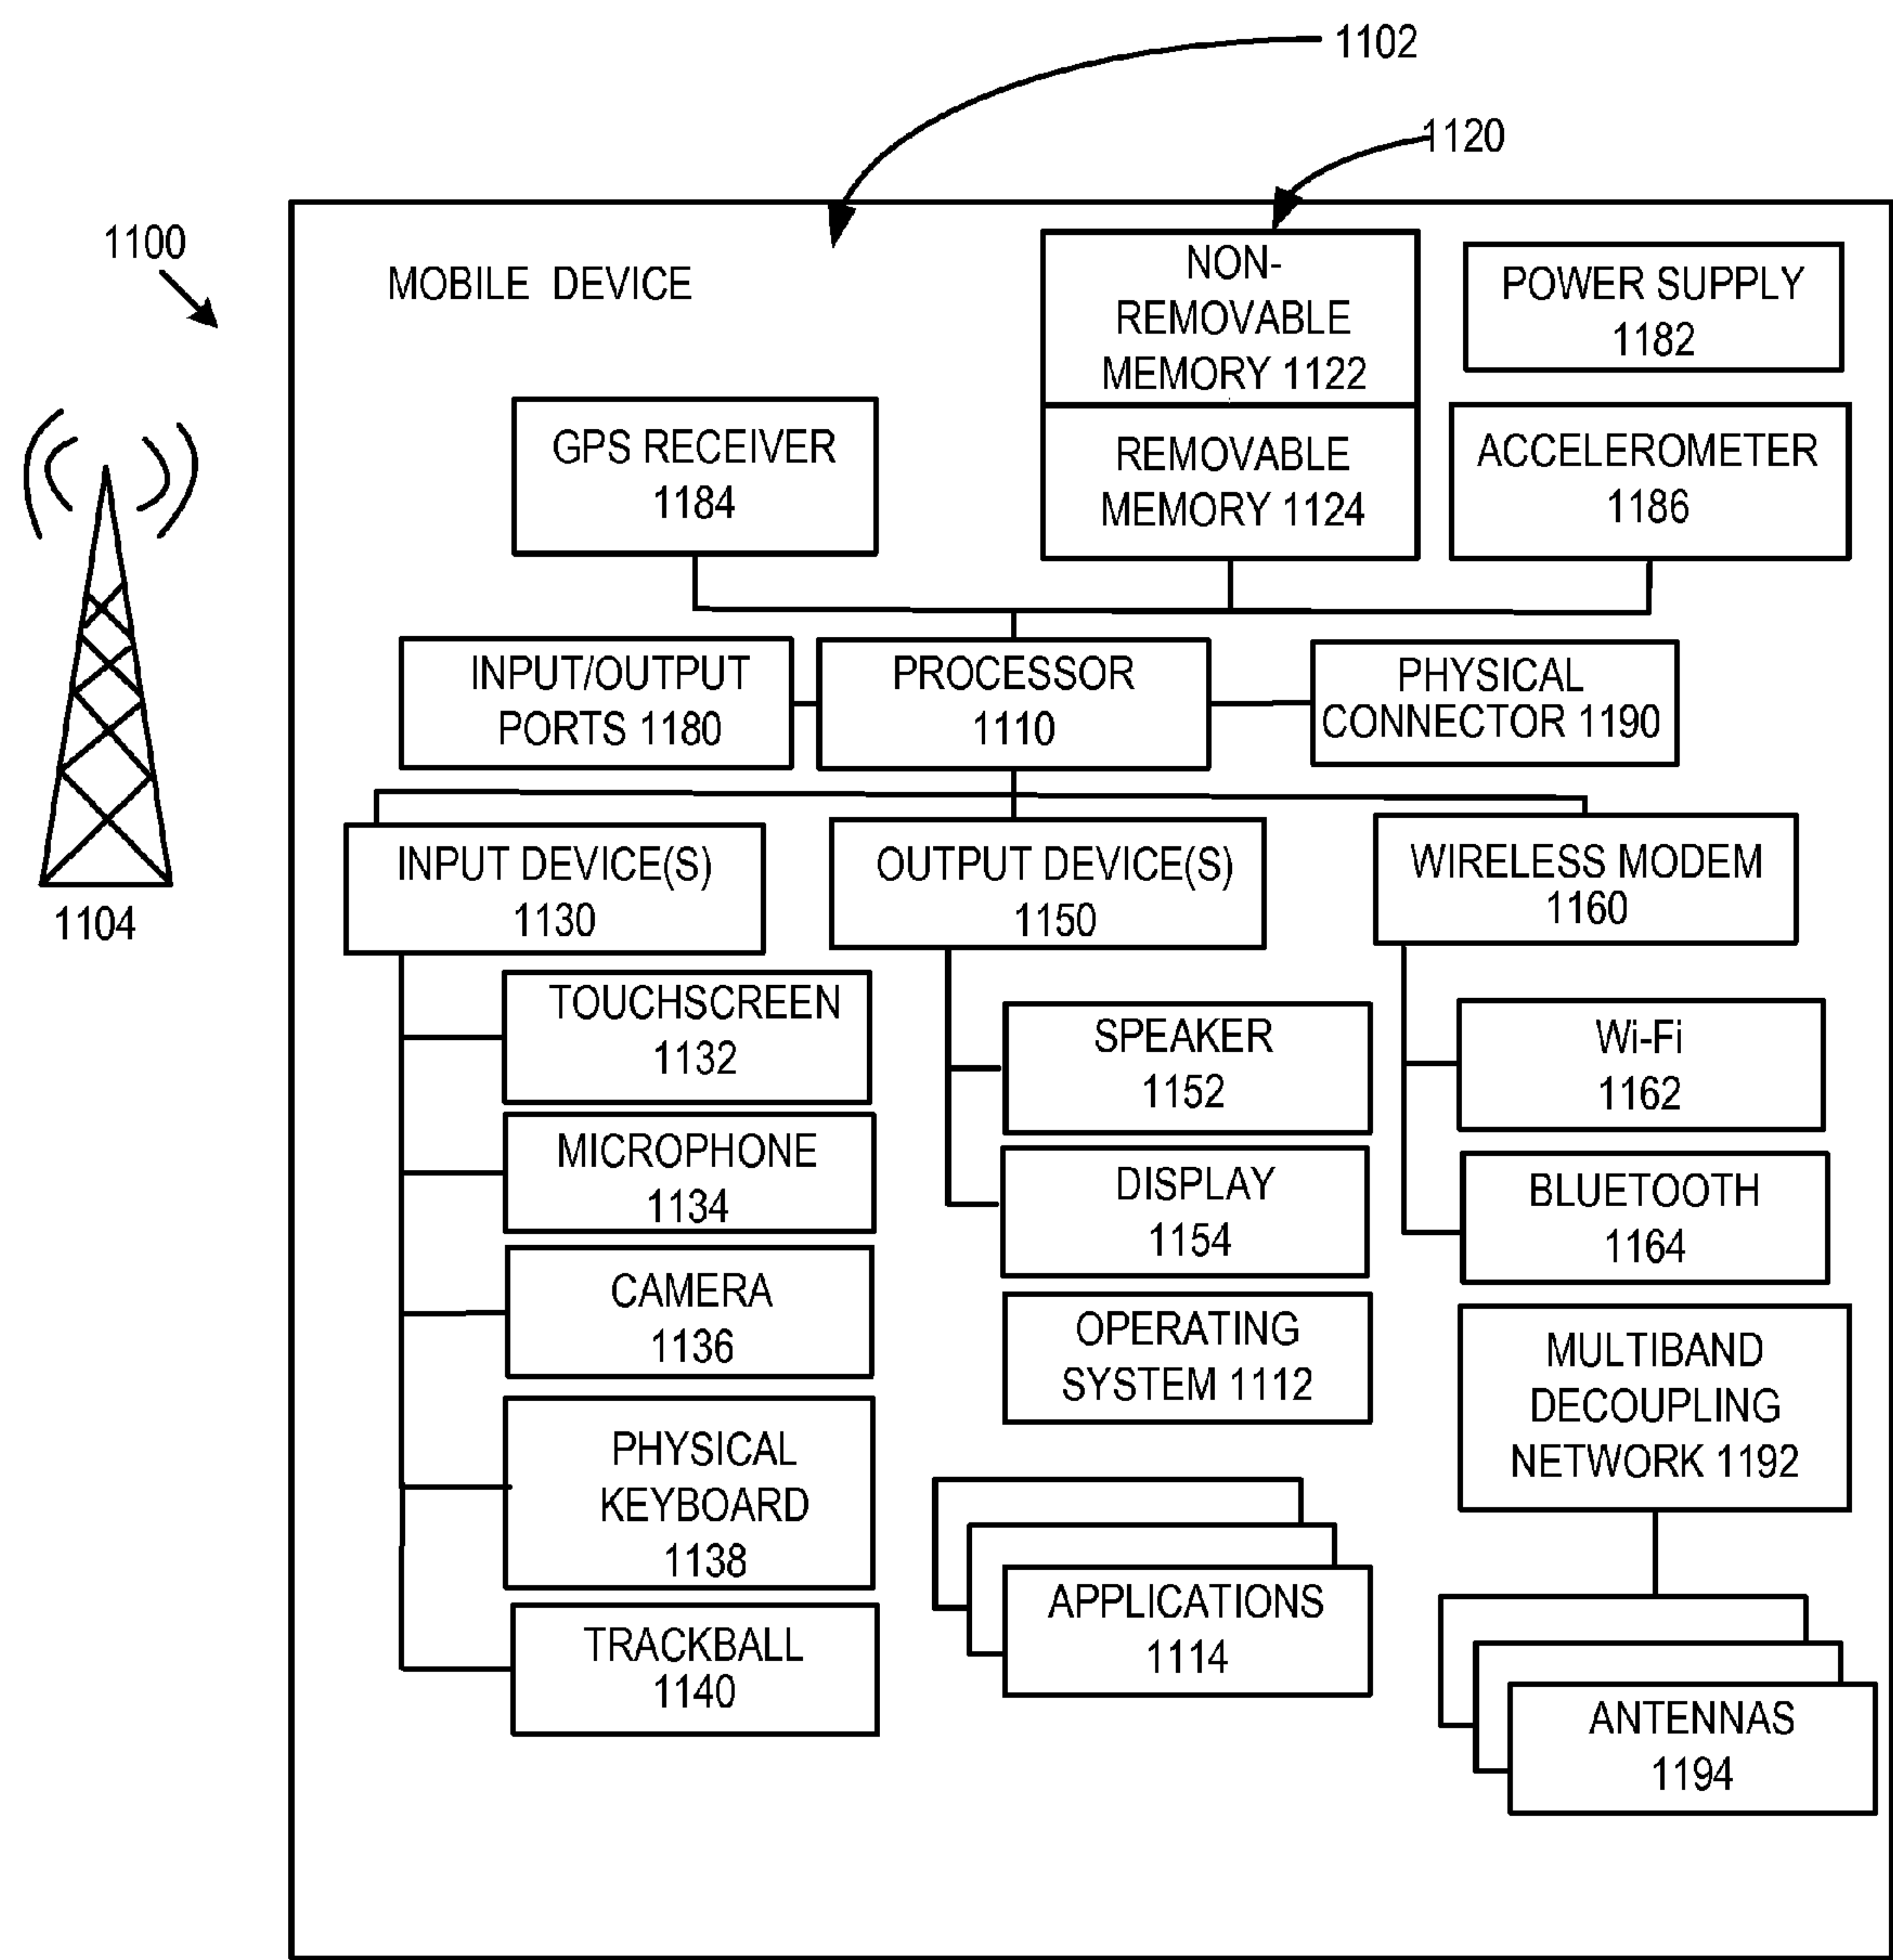 1102
1120
1100
MOBILE DEVICE
NON-
REMOVABLE
MEMORY 1122
POWER SUPPLY
1182
GPS RECEIVER
1184
REMOVABLE
MEMORY 1124
ACCELEROMETER
1186
INPUT/OUTPUT
PORTS 1180
PROCESSOR
1110
PHYSICAL
CONNECTOR 1190
1104
INPUT DEVICE(S)
1130
OUTPUT DEVICE(S)
1150
WIRELESS MODEM
1160
TOUCHSCREEN
1132
MICROPHONE
1134
CAMERA
1136
PHYSICAL
KEYBOARD
1138
TRACKBALL
1140
SPEAKER
1152
DISPLAY
1154
OPERATING
SYSTEM 1112
APPLICATIONS
1114
Wi-Fi
1162
BLUETOOTH
1164
MULTIBAND
DECOUPLING
NETWORK 1192
ANTENNAS
1194